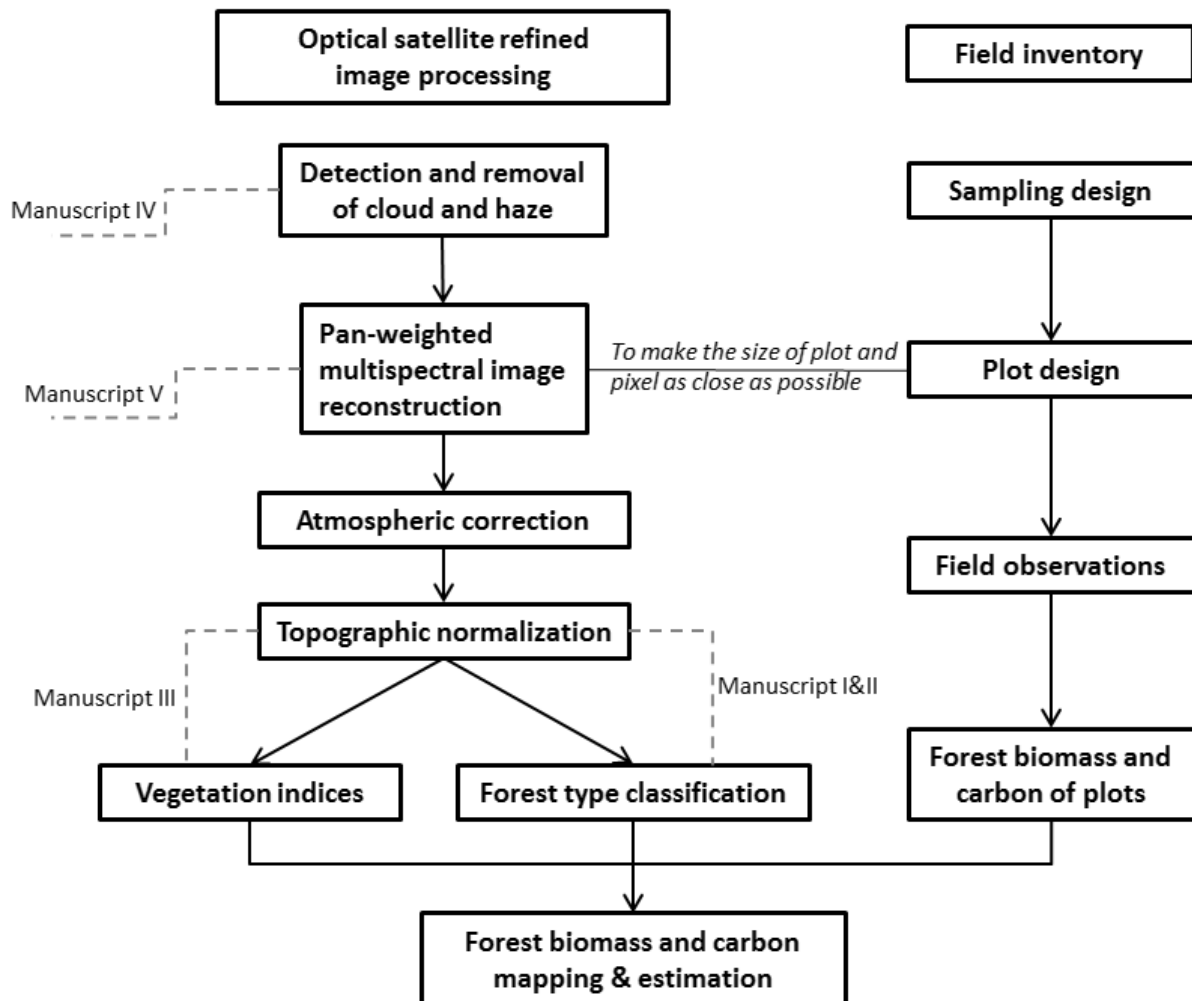 Optical satellite refined
image processing
Field inventory
Detection and removal
of cloud and haze
Manuscript IV
Sampling design
Pan-weighted
multispectral image
reconstruction
Manuscript V
To make the size of plot and
pixel as close as possible
Plot design
Atmospheric correction
Field observations
Topographic normalization
Manuscript III
Manuscript I&II
Vegetation indices
Forest type classification
Forest biomass and
carbon of plots
Forest biomass and carbon
mapping & estimation